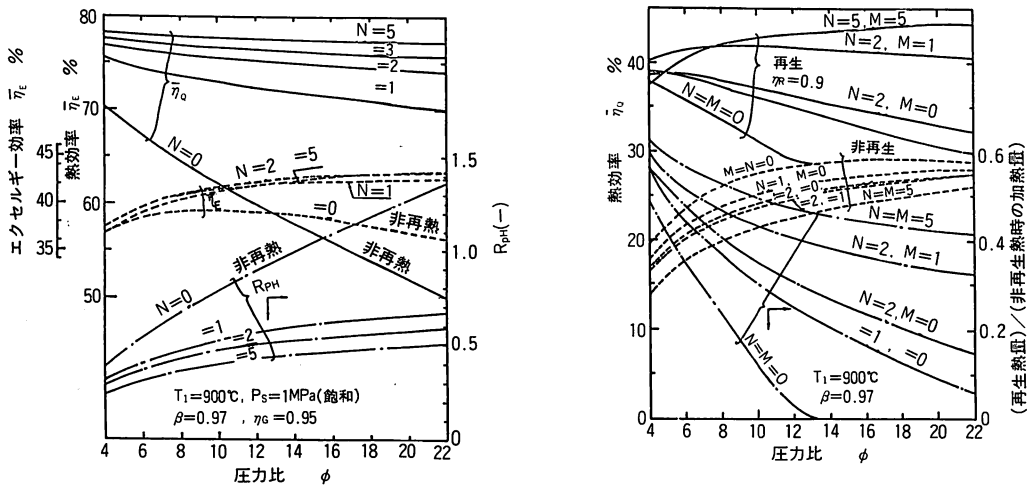 80
N=5
=3
=2
=1
η̄Q
70
N=0
60
50
%
η̄E
エクセルギー効率
%
η̄E
熱効率
45
40
35
N=2
=5
N=1
η̄E
=0
非再熱
非再熱
非再熱
N=0
RPH
=1
=2
=5
1.5
1.0
0.5
0
RPH(―)
T1=900℃, PS=1MPa(飽和)
β=0.97 , ηG=0.95
4 6 8 10 12 14 16 18 20 22
圧力比 φ
N=5, M=5
N=2, M=1
再生
ηR=0.9
N=2, M=0
N=M=0
非再生
40
30
20
10
0
%
η̄Q
熱効率
M=N=0
N=1, M=0
=2, =0
=2, =1
N=M=5
N=M=5
N=2, M=1
N=2, M=0
=1 , =0
N=M=0
T1=900℃
β=0.97
0.6
0.4
0.2
0
(再生熱量)/(非再生熱時の加熱量)
4 6 8 10 12 14 16 18 20 22
圧力比 φ